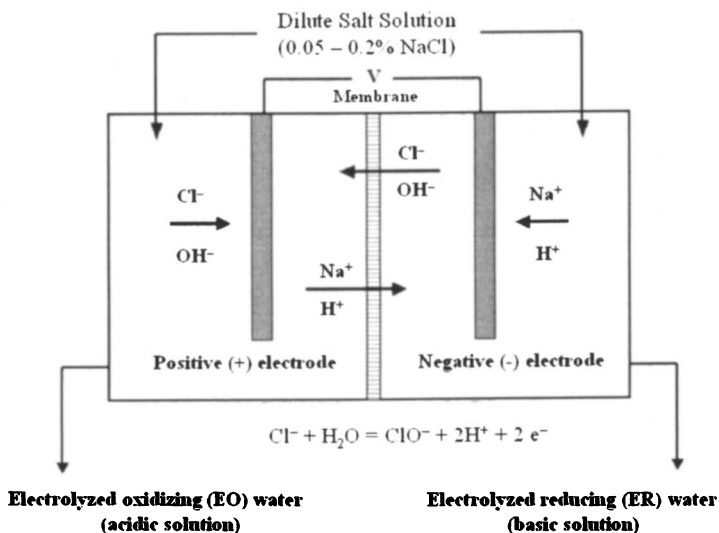 Dilute Salt Solution
(0.05 – 0.2% NaCl)
V
Membrane
Cl⁻
OH⁻
Cl⁻
OH⁻
Na⁺
H⁺
Na⁺
H⁺
Positive (+) electrode
Negative (-) electrode
Cl⁻ + H₂O = ClO⁻ + 2H⁺ + 2 e⁻
Electrolyzed oxidizing (EO) water
(acidic solution)
Electrolyzed reducing (ER) water
(basic solution)